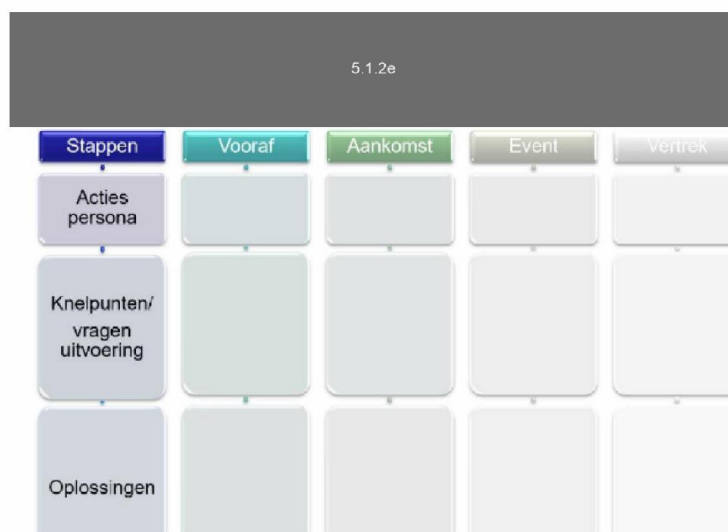 5.1.2e
Stappen
Vooraf
Aankomst
Event
Vertrek
Acties
persona
Knelpunten/
vragen
uitvoering
Oplossingen